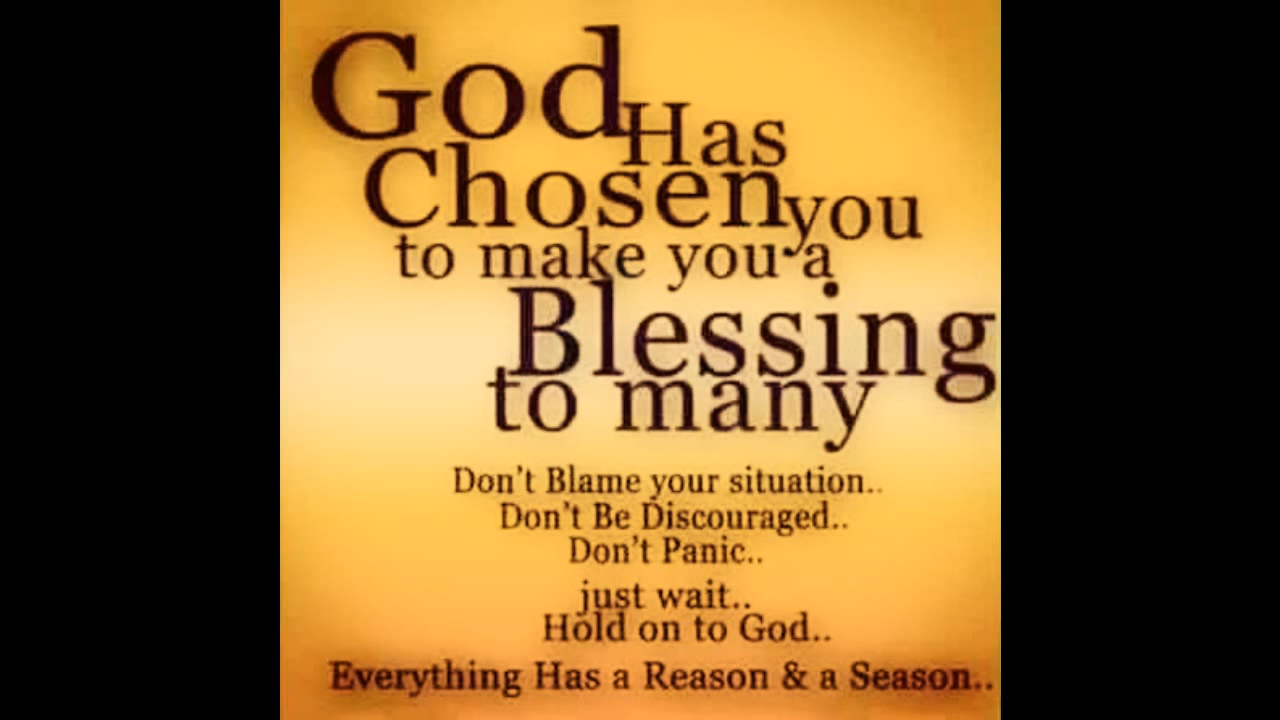 God Has
Chosen you
to make you a
Blessing
to many
Don't Blame your situation..
Don't Be Discouraged..
Don't Panic..
just wait..
Hold on to God..
Everything Has a Reason & a Season..